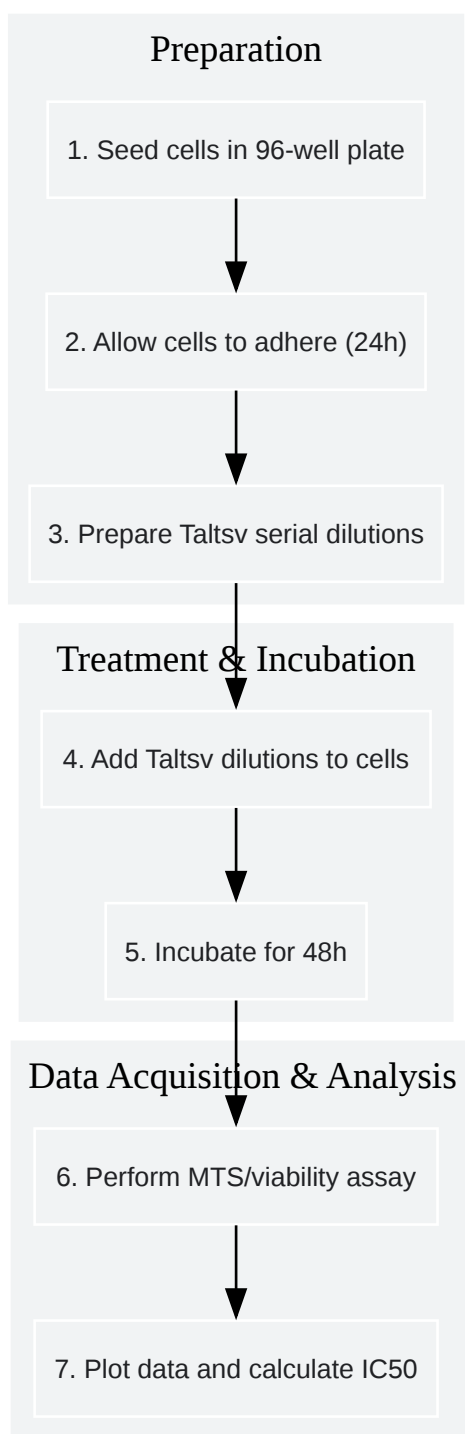 Preparation
1. Seed cells in 96-well plate
2. Allow cells to adhere (24h)
3. Prepare Taltsv serial dilutions
Treatment & Incubation
4. Add Taltsv dilutions to cells
5. Incubate for 48h
Data Acquisition & Analysis
6. Perform MTS/viability assay
7. Plot data and calculate IC50